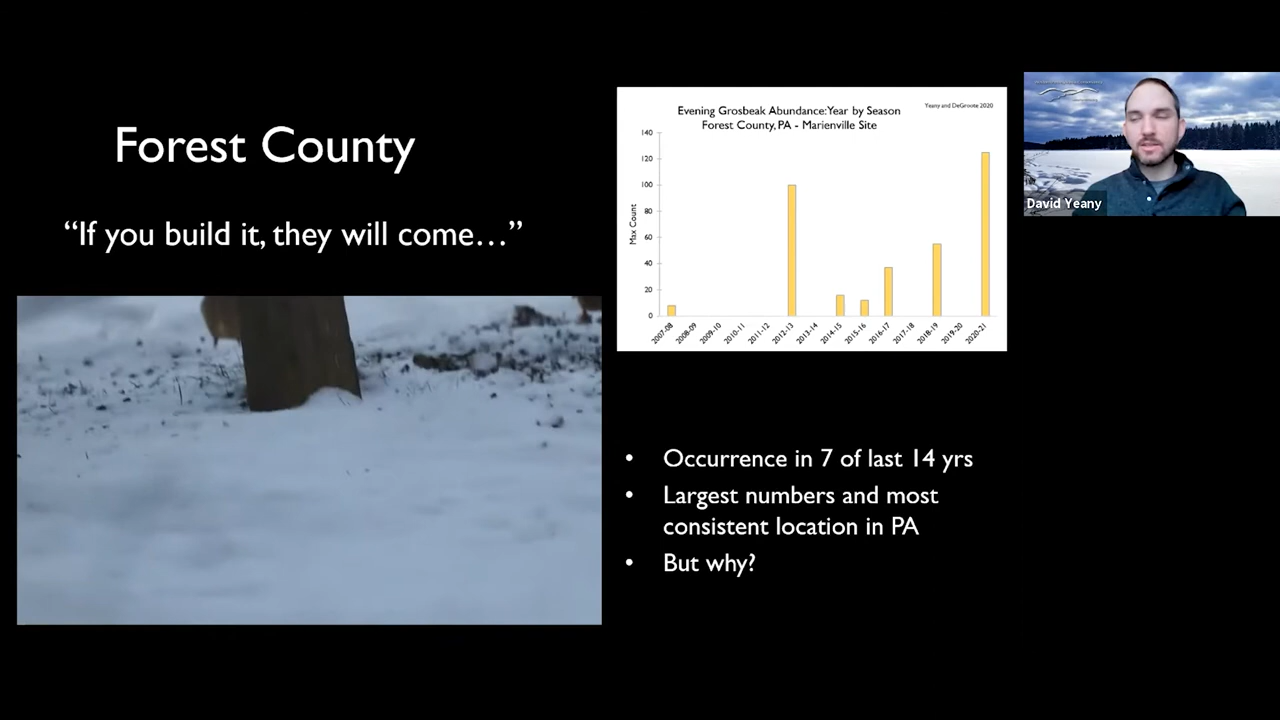 Forest County
“If you build it, they will come…”
Evening Grosbeak Abundance: Year by Season
Forest County, PA - Marienville Site
Yeany and DeGroote 2020
140
120
100
80
60
40
20
0
Max Count
2007-08
2008-09
2009-10
2010-11
2011-12
2012-13
2013-14
2014-15
2015-16
2016-17
2017-18
2018-19
2019-20
2020-21
• Occurrence in 7 of last 14 yrs
• Largest numbers and most
consistent location in PA
• But why?
David Yeany